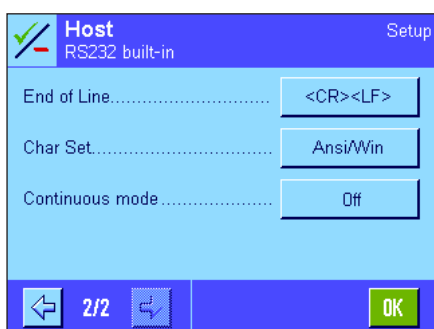 Host
Setup
RS232 built-in
End of Line............................ <CR><LF>
Char Set................................ Ansi/Win
Continuous mode.................... Off
2/2
OK